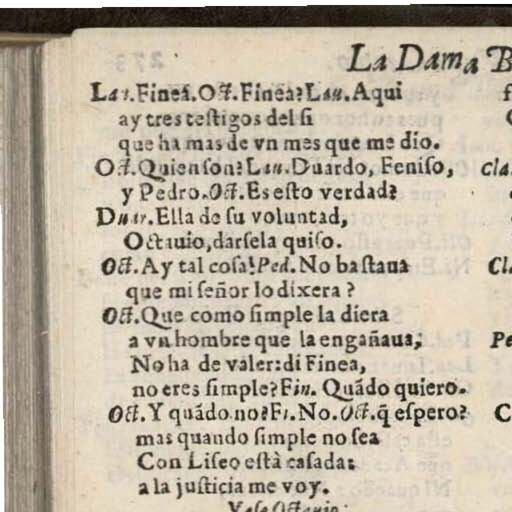 La Dama B
Lau.Finea.Oct.Finea?Lau.Aqui
ay tres testigos del si
que ha mas de vn mes que me dio.
Oct.Quien son?Lau.Duardo, Feniso,
y Pedro.Oct.Es esto verdad?
Duar.Ella de su voluntad,
Octauio, darsela quiso.
Oct.Ay tal cosa!Ped.No bastaua
que mi señor lo dixera?
Oct.Que como simple la diera
a vn hombre que la engañaua;
No ha de valer: di Finea,
no eres simple?Fin. Quãdo quiero.
Oct.Y quãdo no?Fi.No.Oct.q̃ espero?
mas quando simple no sea
Con Liseo està casada:
a la justicia me voy.
Vase Octauio.
Cla.
Cl
Pe
C